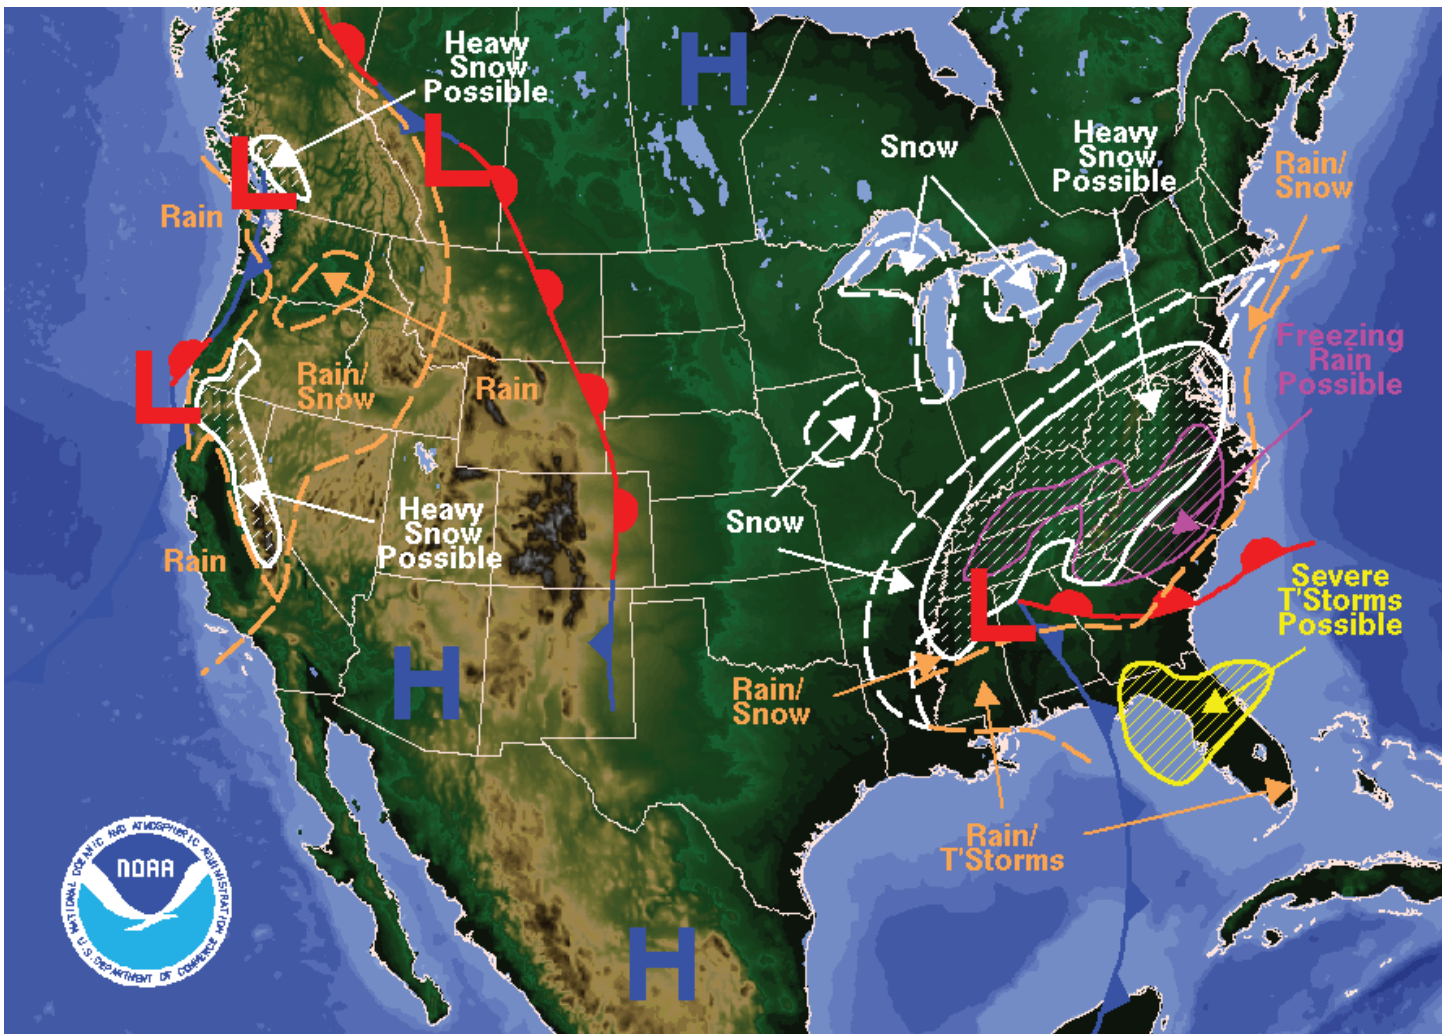 H
Heavy
Snow
Possible
L
L
Snow
Heavy
Snow
Possible
Rain/
Snow
Rain
L
Rain/
Snow
Rain
Freezing
Rain
Possible
Heavy
Snow
Possible
Snow
Rain
L
Severe
T'Storms
Possible
H
Rain/
Snow
Rain/
T'Storms
H
NATIONAL OCEANIC AND ATMOSPHERIC ADMINISTRATION
NOAA
U.S. DEPARTMENT OF COMMERCE